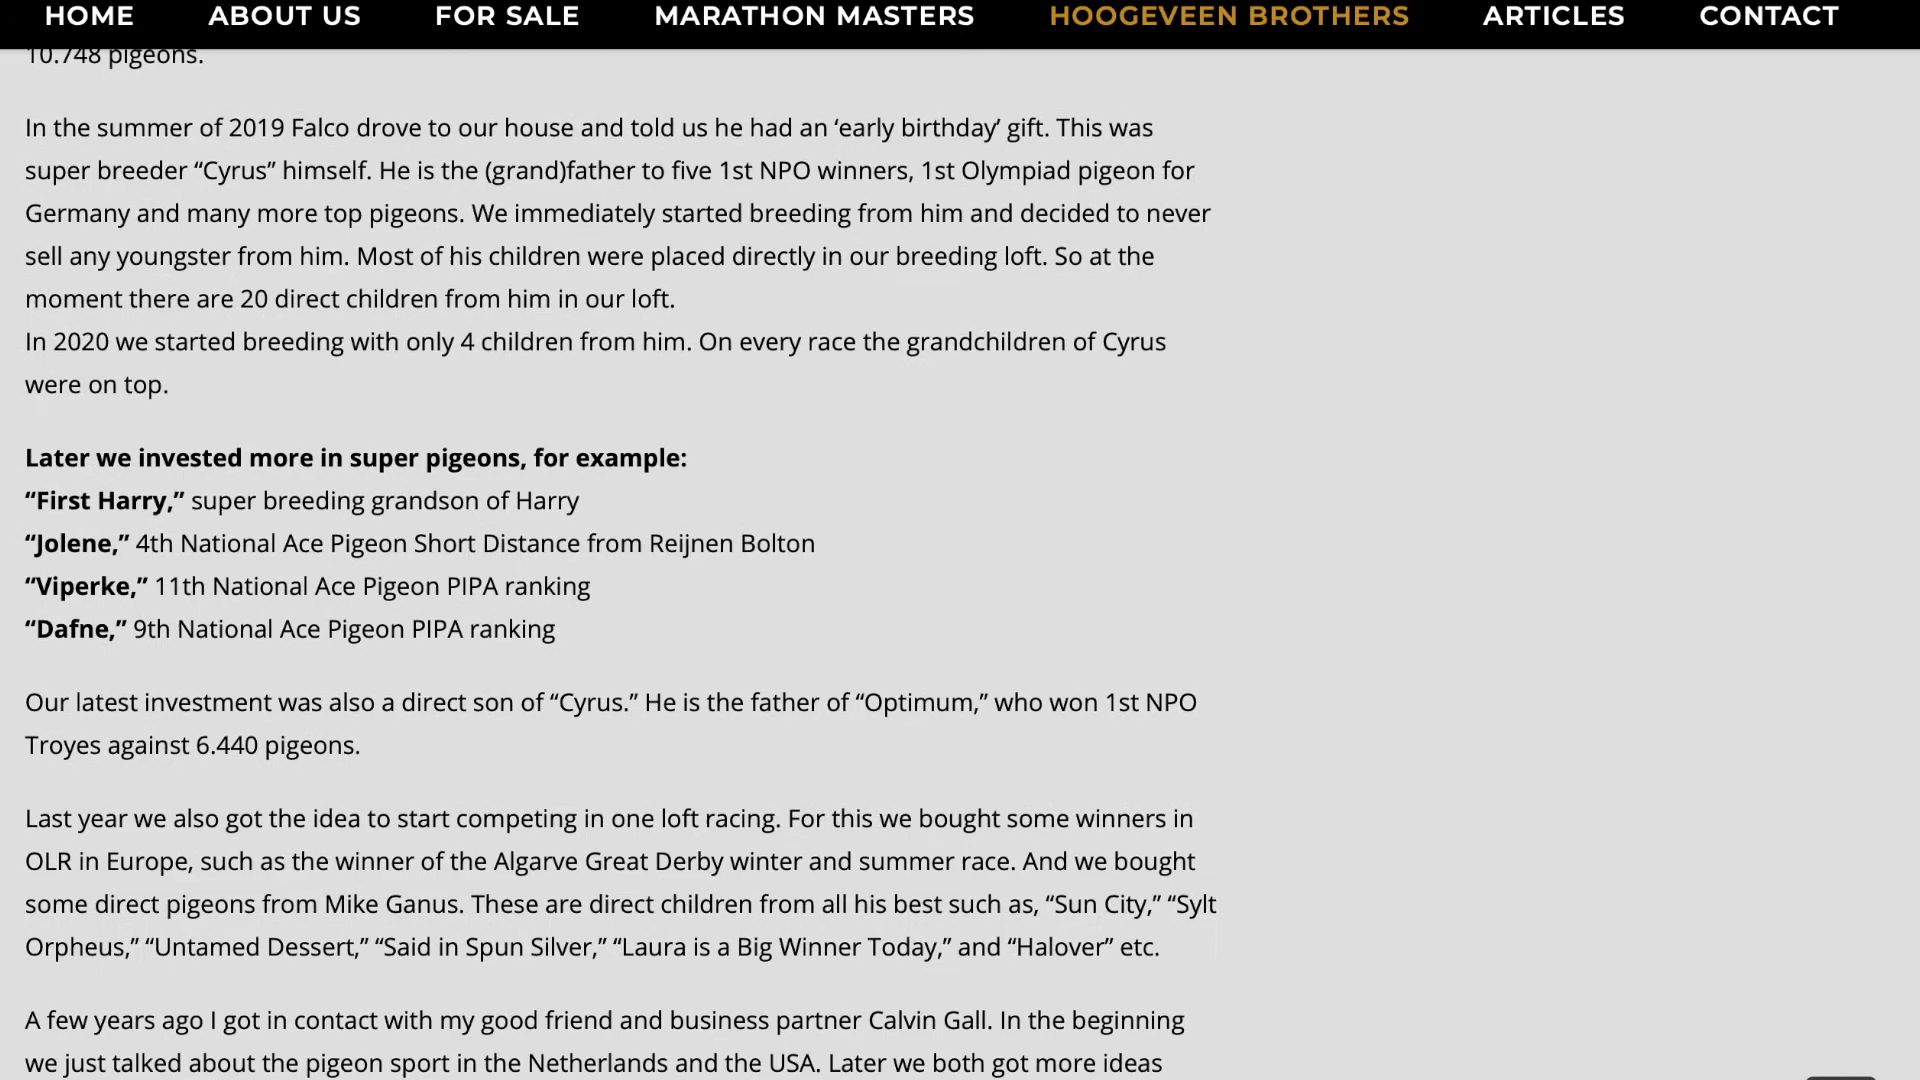 HOME ABOUT US FOR SALE MARATHON MASTERS HOOGEVEEN BROTHERS ARTICLES CONTACT
10.748 pigeons.
In the summer of 2019 Falco drove to our house and told us he had an ‘early birthday’ gift. This was
super breeder “Cyrus” himself. He is the (grand)father to five 1st NPO winners, 1st Olympiad pigeon for
Germany and many more top pigeons. We immediately started breeding from him and decided to never
sell any youngster from him. Most of his children were placed directly in our breeding loft. So at the
moment there are 20 direct children from him in our loft.
In 2020 we started breeding with only 4 children from him. On every race the grandchildren of Cyrus
were on top.
Later we invested more in super pigeons, for example:
“First Harry,” super breeding grandson of Harry
“Jolene,” 4th National Ace Pigeon Short Distance from Reijnen Bolton
“Viperke,” 11th National Ace Pigeon PIPA ranking
“Dafne,” 9th National Ace Pigeon PIPA ranking
Our latest investment was also a direct son of “Cyrus.” He is the father of “Optimum,” who won 1st NPO
Troyes against 6.440 pigeons.
Last year we also got the idea to start competing in one loft racing. For this we bought some winners in
OLR in Europe, such as the winner of the Algarve Great Derby winter and summer race. And we bought
some direct pigeons from Mike Ganus. These are direct children from all his best such as, “Sun City,” “Sylt
Orpheus,” “Untamed Dessert,” “Said in Spun Silver,” “Laura is a Big Winner Today,” and “Halover” etc.
A few years ago I got in contact with my good friend and business partner Calvin Gall. In the beginning
we just talked about the pigeon sport in the Netherlands and the USA. Later we both got more ideas